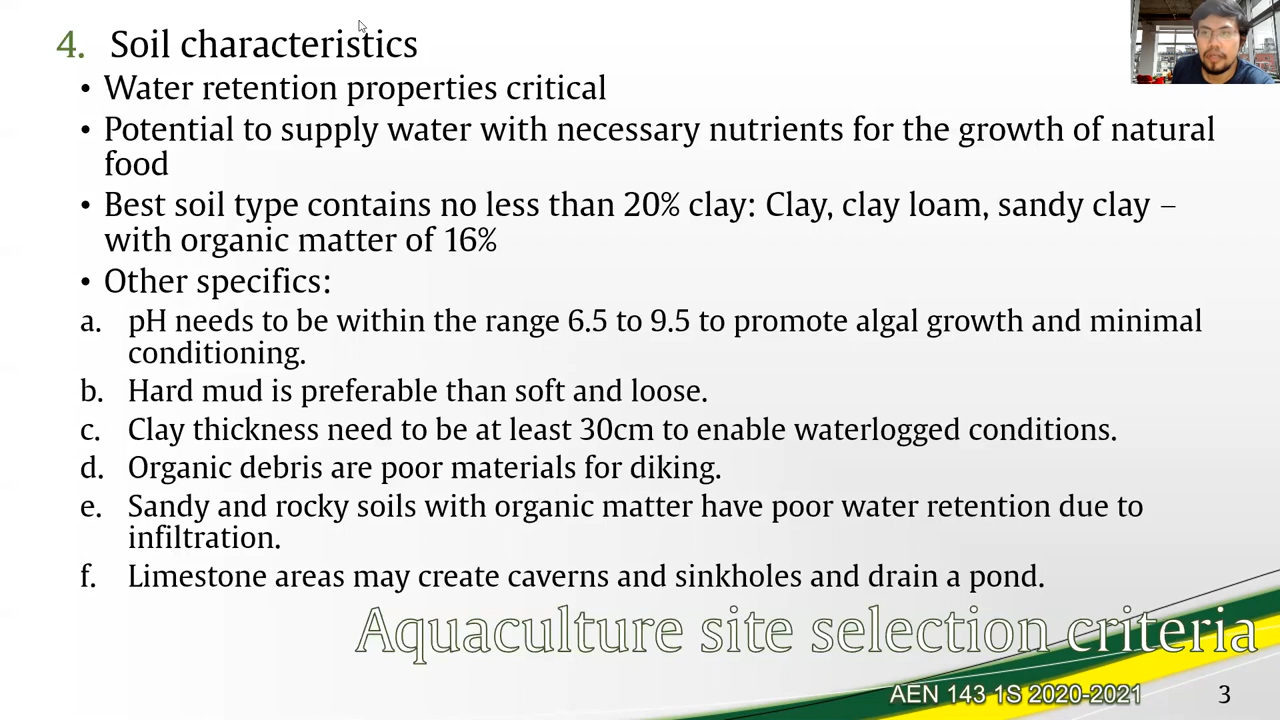 4. Soil characteristics
• Water retention properties critical
• Potential to supply water with necessary nutrients for the growth of natural
food
• Best soil type contains no less than 20% clay: Clay, clay loam, sandy clay –
with organic matter of 16%
• Other specifics:
a. pH needs to be within the range 6.5 to 9.5 to promote algal growth and minimal
conditioning.
b. Hard mud is preferable than soft and loose.
c. Clay thickness need to be at least 30cm to enable waterlogged conditions.
d. Organic debris are poor materials for diking.
e. Sandy and rocky soils with organic matter have poor water retention due to
infiltration.
f. Limestone areas may create caverns and sinkholes and drain a pond.
Aquaculture site selection criteria
AEN 143 1S 2020-2021 3